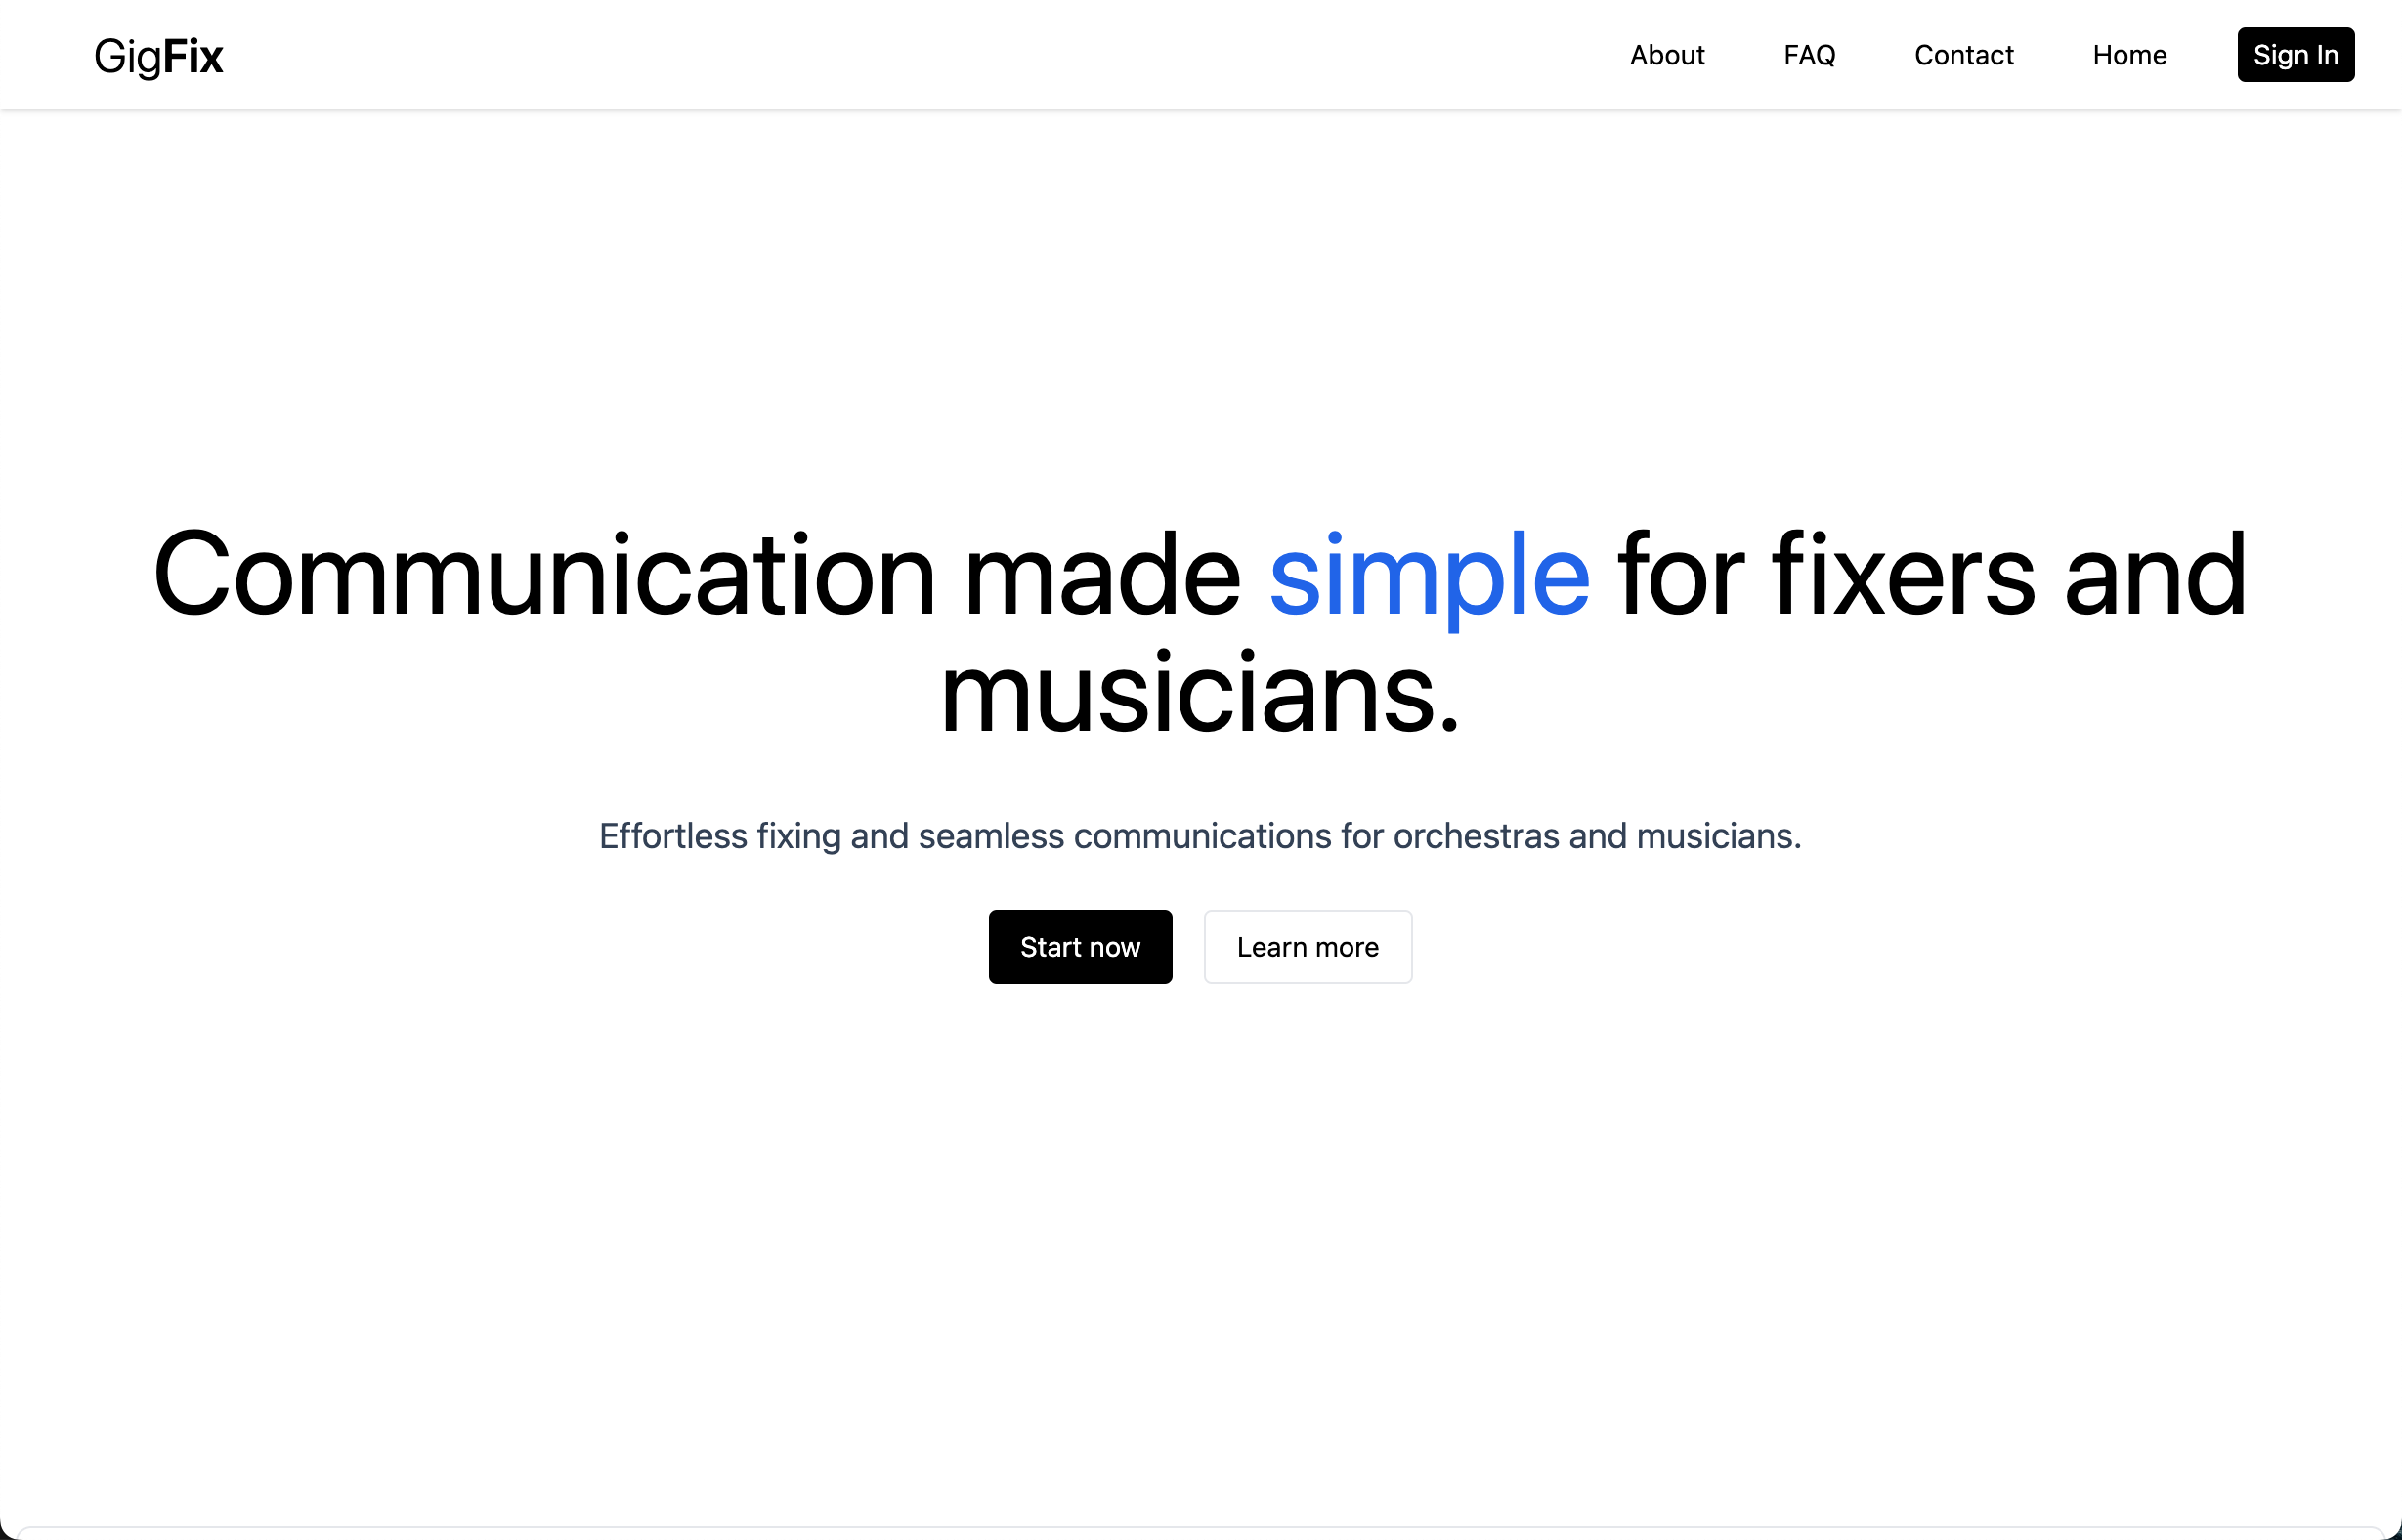 GigFix
About
FAQ
Contact
Home
Sign In
Communication made simple for fixers and
musicians.
Effortless fixing and seamless communications for orchestras and musicians.
Start now
Learn more